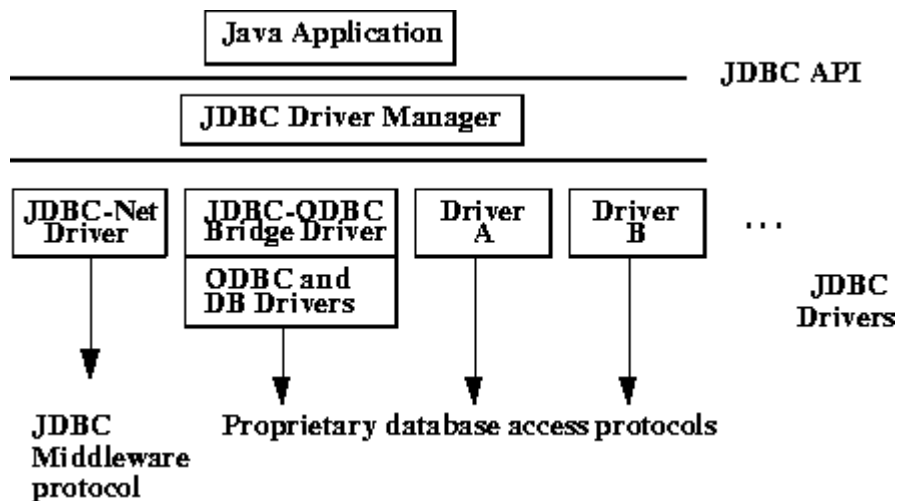 Java Application
JDBC API
JDBC Driver Manager
JDBC-Net
Driver
JDBC-ODBC
Bridge Driver
Driver
A
Driver
B
...
ODBC and
DB Drivers
JDBC
Drivers
JDBC
Middleware
protocol
Proprietary database access protocols